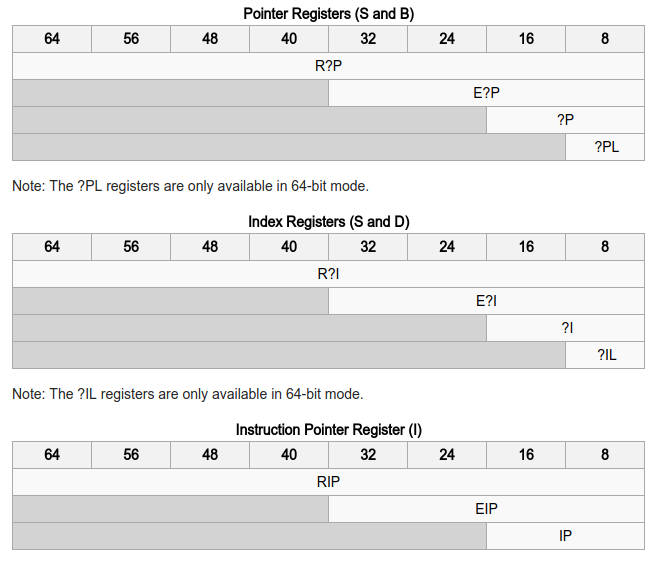 Pointer Registers (S and B)
64 56 48 40 32 24 16 8
R?P
E?P
?P
?PL
Note: The ?PL registers are only available in 64-bit mode.
Index Registers (S and D)
64 56 48 40 32 24 16 8
R?I
E?I
?I
?IL
Note: The ?IL registers are only available in 64-bit mode.
Instruction Pointer Register (I)
64 56 48 40 32 24 16 8
RIP
EIP
IP